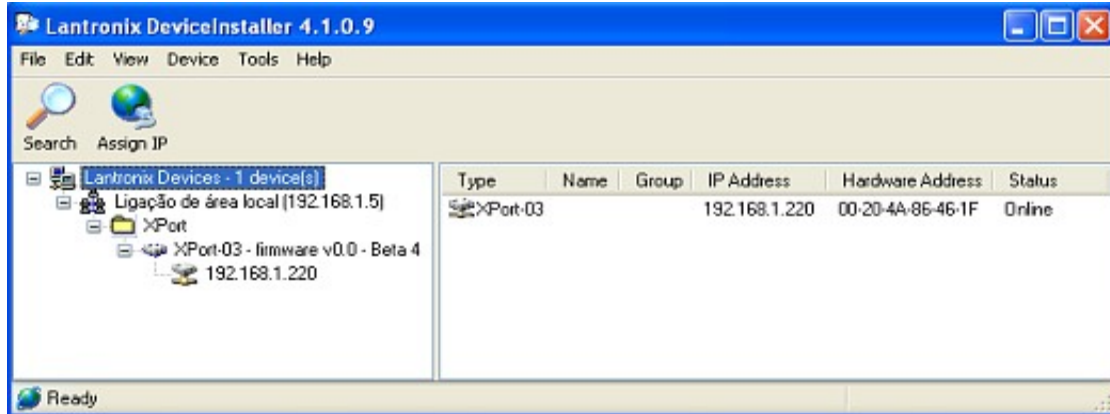 Lantronix DeviceInstaller 4.1.0.9
File Edit View Device Tools Help
Search Assign IP
Lantronix Devices - 1 device(s)
Ligação de área local (192.168.1.5)
XPort
XPort-03 - firmware v0.0 - Beta 4
192.168.1.220
Type Name Group IP Address Hardware Address Status
XPort-03 192.168.1.220 00-20-4A-86-46-1F Online
Ready